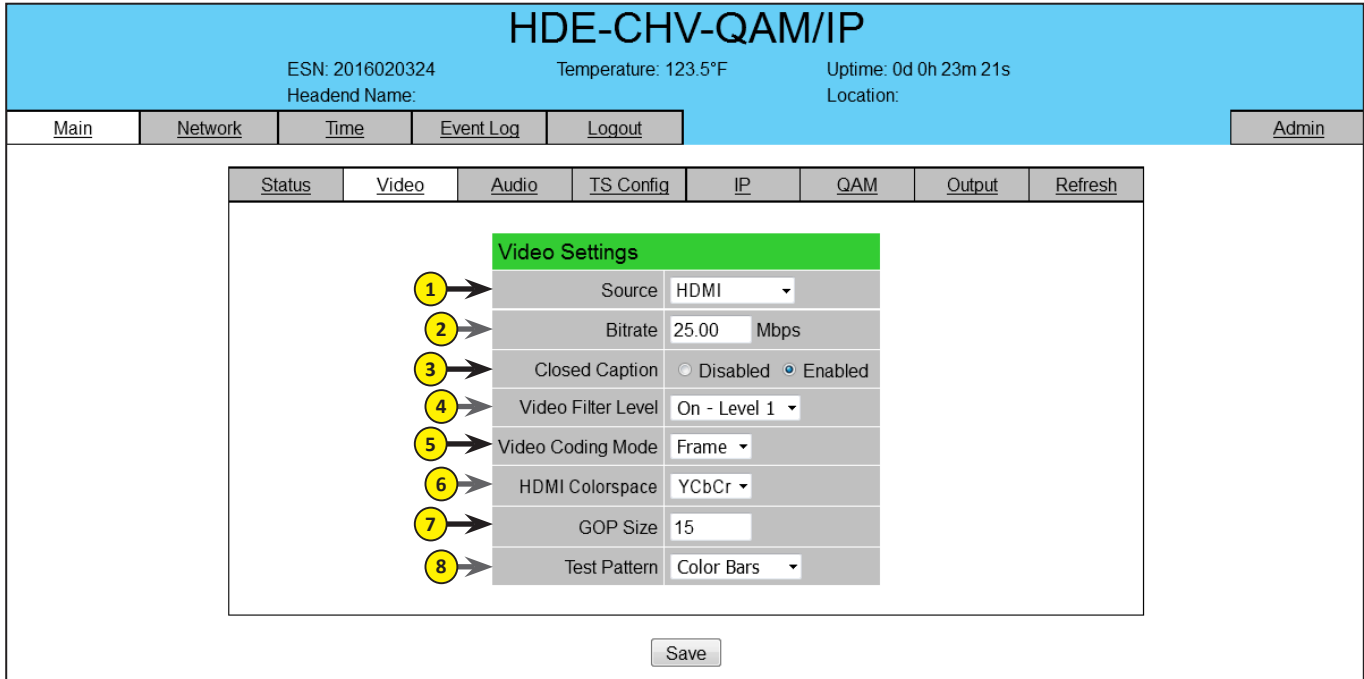 HDE-CHV-QAM/IP
ESN: 2016020324 Temperature: 123.5°F Uptime: 0d 0h 23m 21s
Headend Name: Location:
Main Network Time Event Log Logout Admin
Status Video Audio TS Config IP QAM Output Refresh
Video Settings
1 Source HDMI
2 Bitrate 25.00 Mbps
3 Closed Caption Disabled Enabled
4 Video Filter Level On - Level 1
5 Video Coding Mode Frame
6 HDMI Colorspace YCbCr
7 GOP Size 15
8 Test Pattern Color Bars
Save